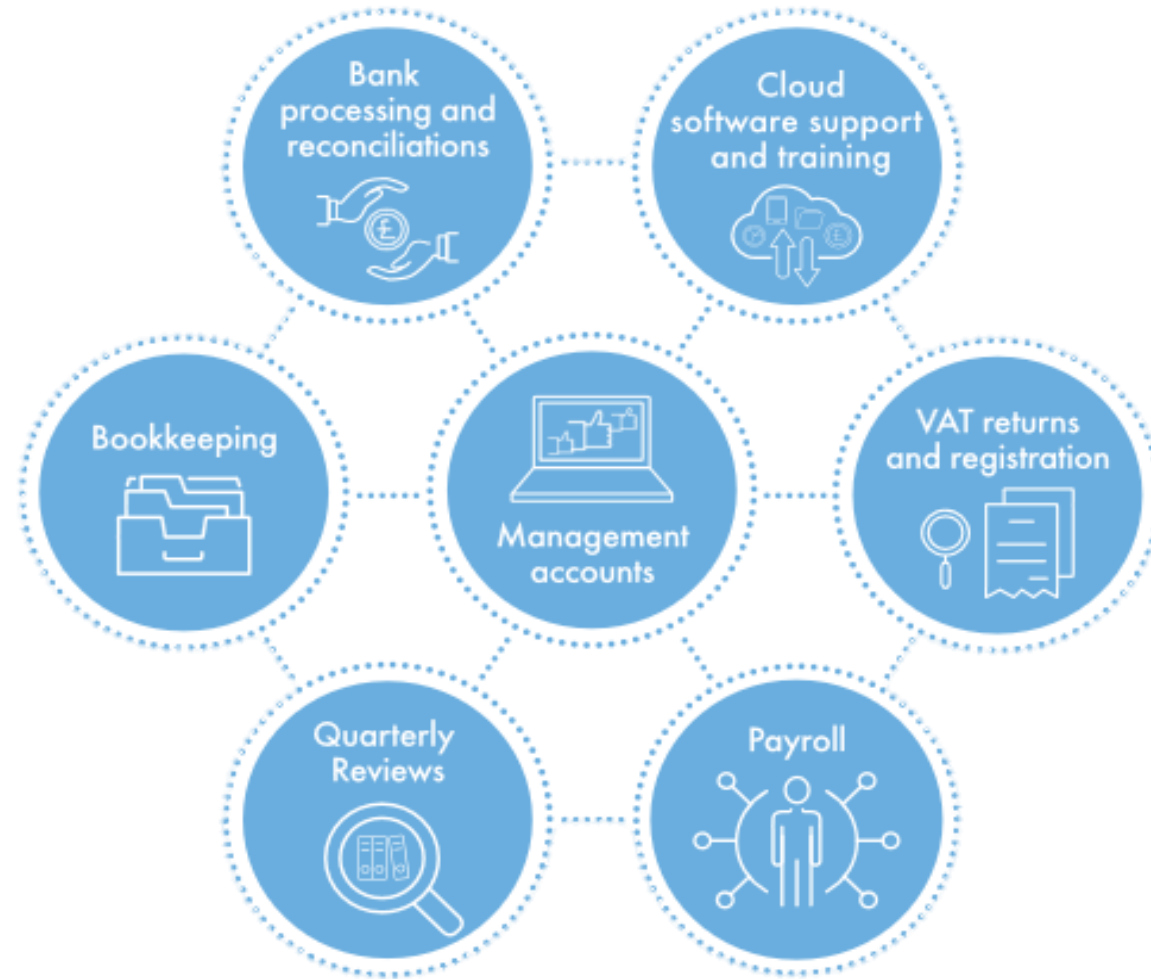 Bank
processing and
reconciliations
£
Cloud
software support
and training
£
Bookkeeping
Management
accounts
VAT returns
and registration
Quarterly
Reviews
Payroll